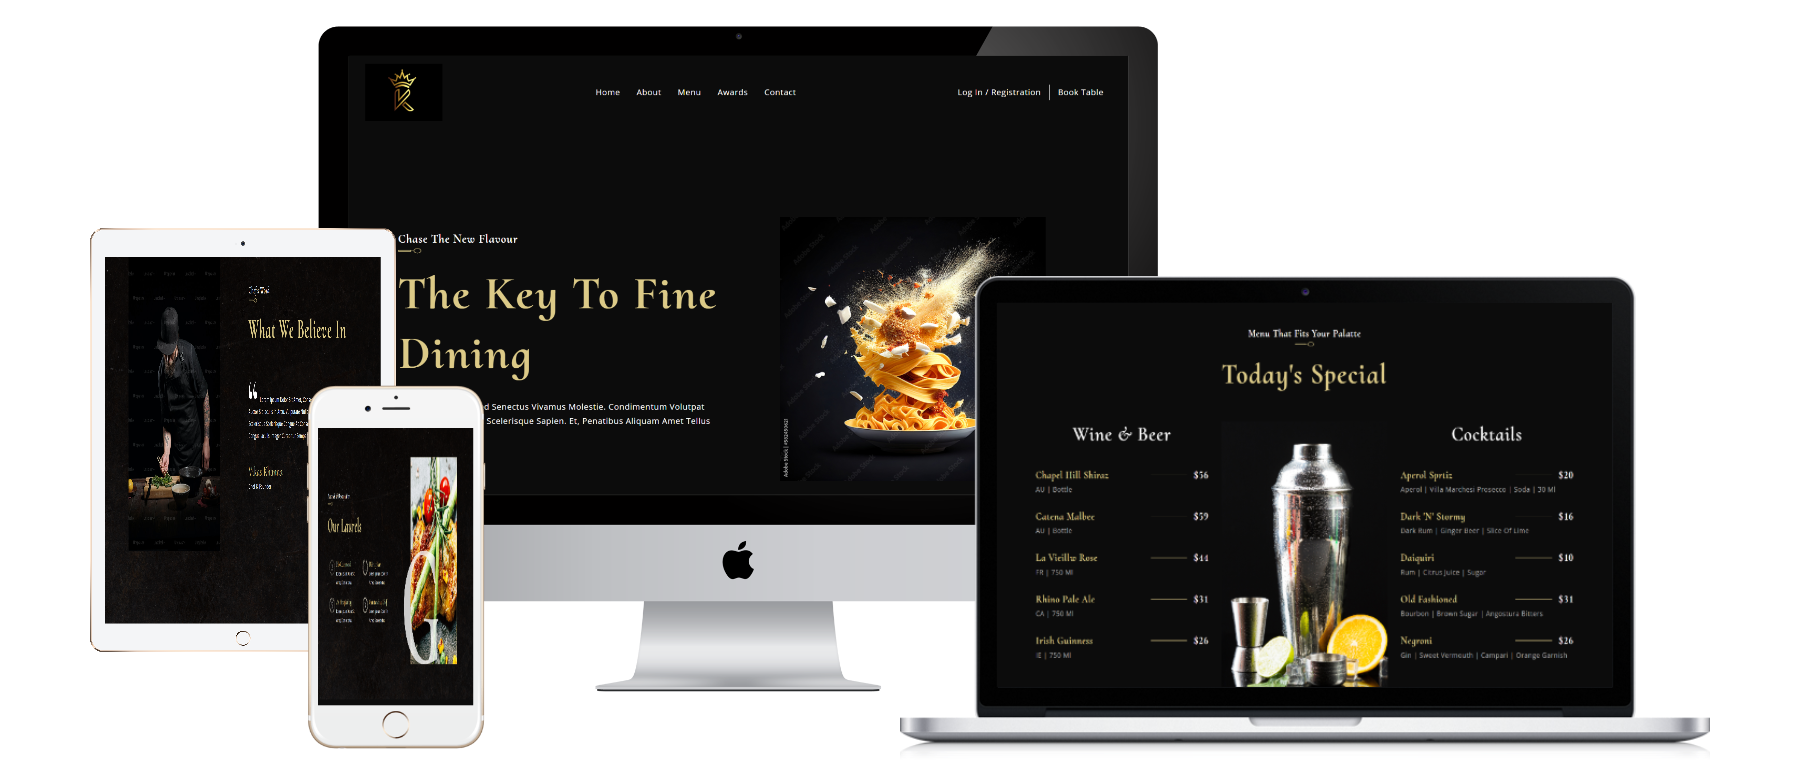 Home About Menu Awards Contact
Log In / Registration Book Table
Chase The New Flavour
The Key To Fine
Dining
d Senectus Vivamus Molestie. Condimentum Volutpat
Scelerisque Sapien. Et, Penatibus Aliquam Amet Tellus
Adobe Stock
What We Believe In
Our Laurels
G
Menu That Fits Your Palatte
Today's Special
Wine & Beer
Chapel Hill Shiraz $56
AU | Bottle
Catena Malbee $59
AU | Bottle
La Vieillw Rose $44
FR | 750 Ml
Rhino Pale Ale $31
CA | 750 Ml
Irish Guinness $26
IE | 750 Ml
Cocktails
Aperol Sprtiz $20
Aperol | Villa Marchesi Prosecco | Soda | 30 Ml
Dark 'N' Stormy $16
Dark Rum | Ginger Beer | Slice Of Lime
Daiquiri $10
Rum | Citrus Juice | Sugar
Old Fashioned $31
Bourbon | Brown Sugar | Angostura Bitters
Negroni $26
Gin | Sweet Vermouth | Campari | Orange Garnish